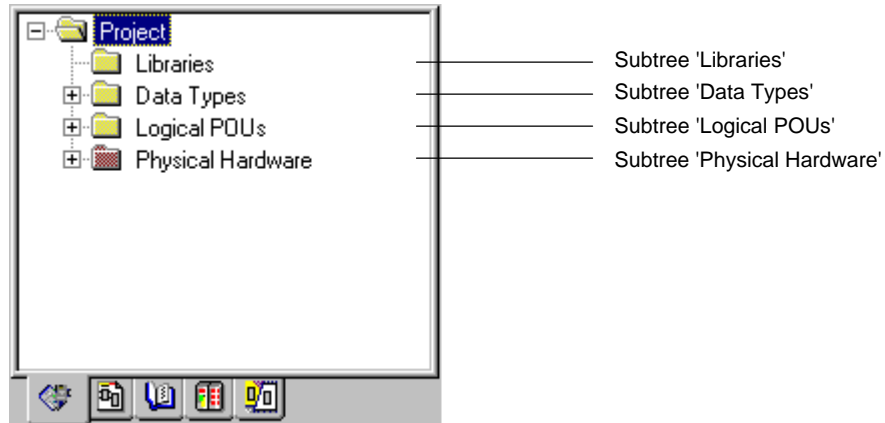 Project
Libraries Subtree 'Libraries'
Data Types Subtree 'Data Types'
Logical POUs Subtree 'Logical POUs'
Physical Hardware Subtree 'Physical Hardware'